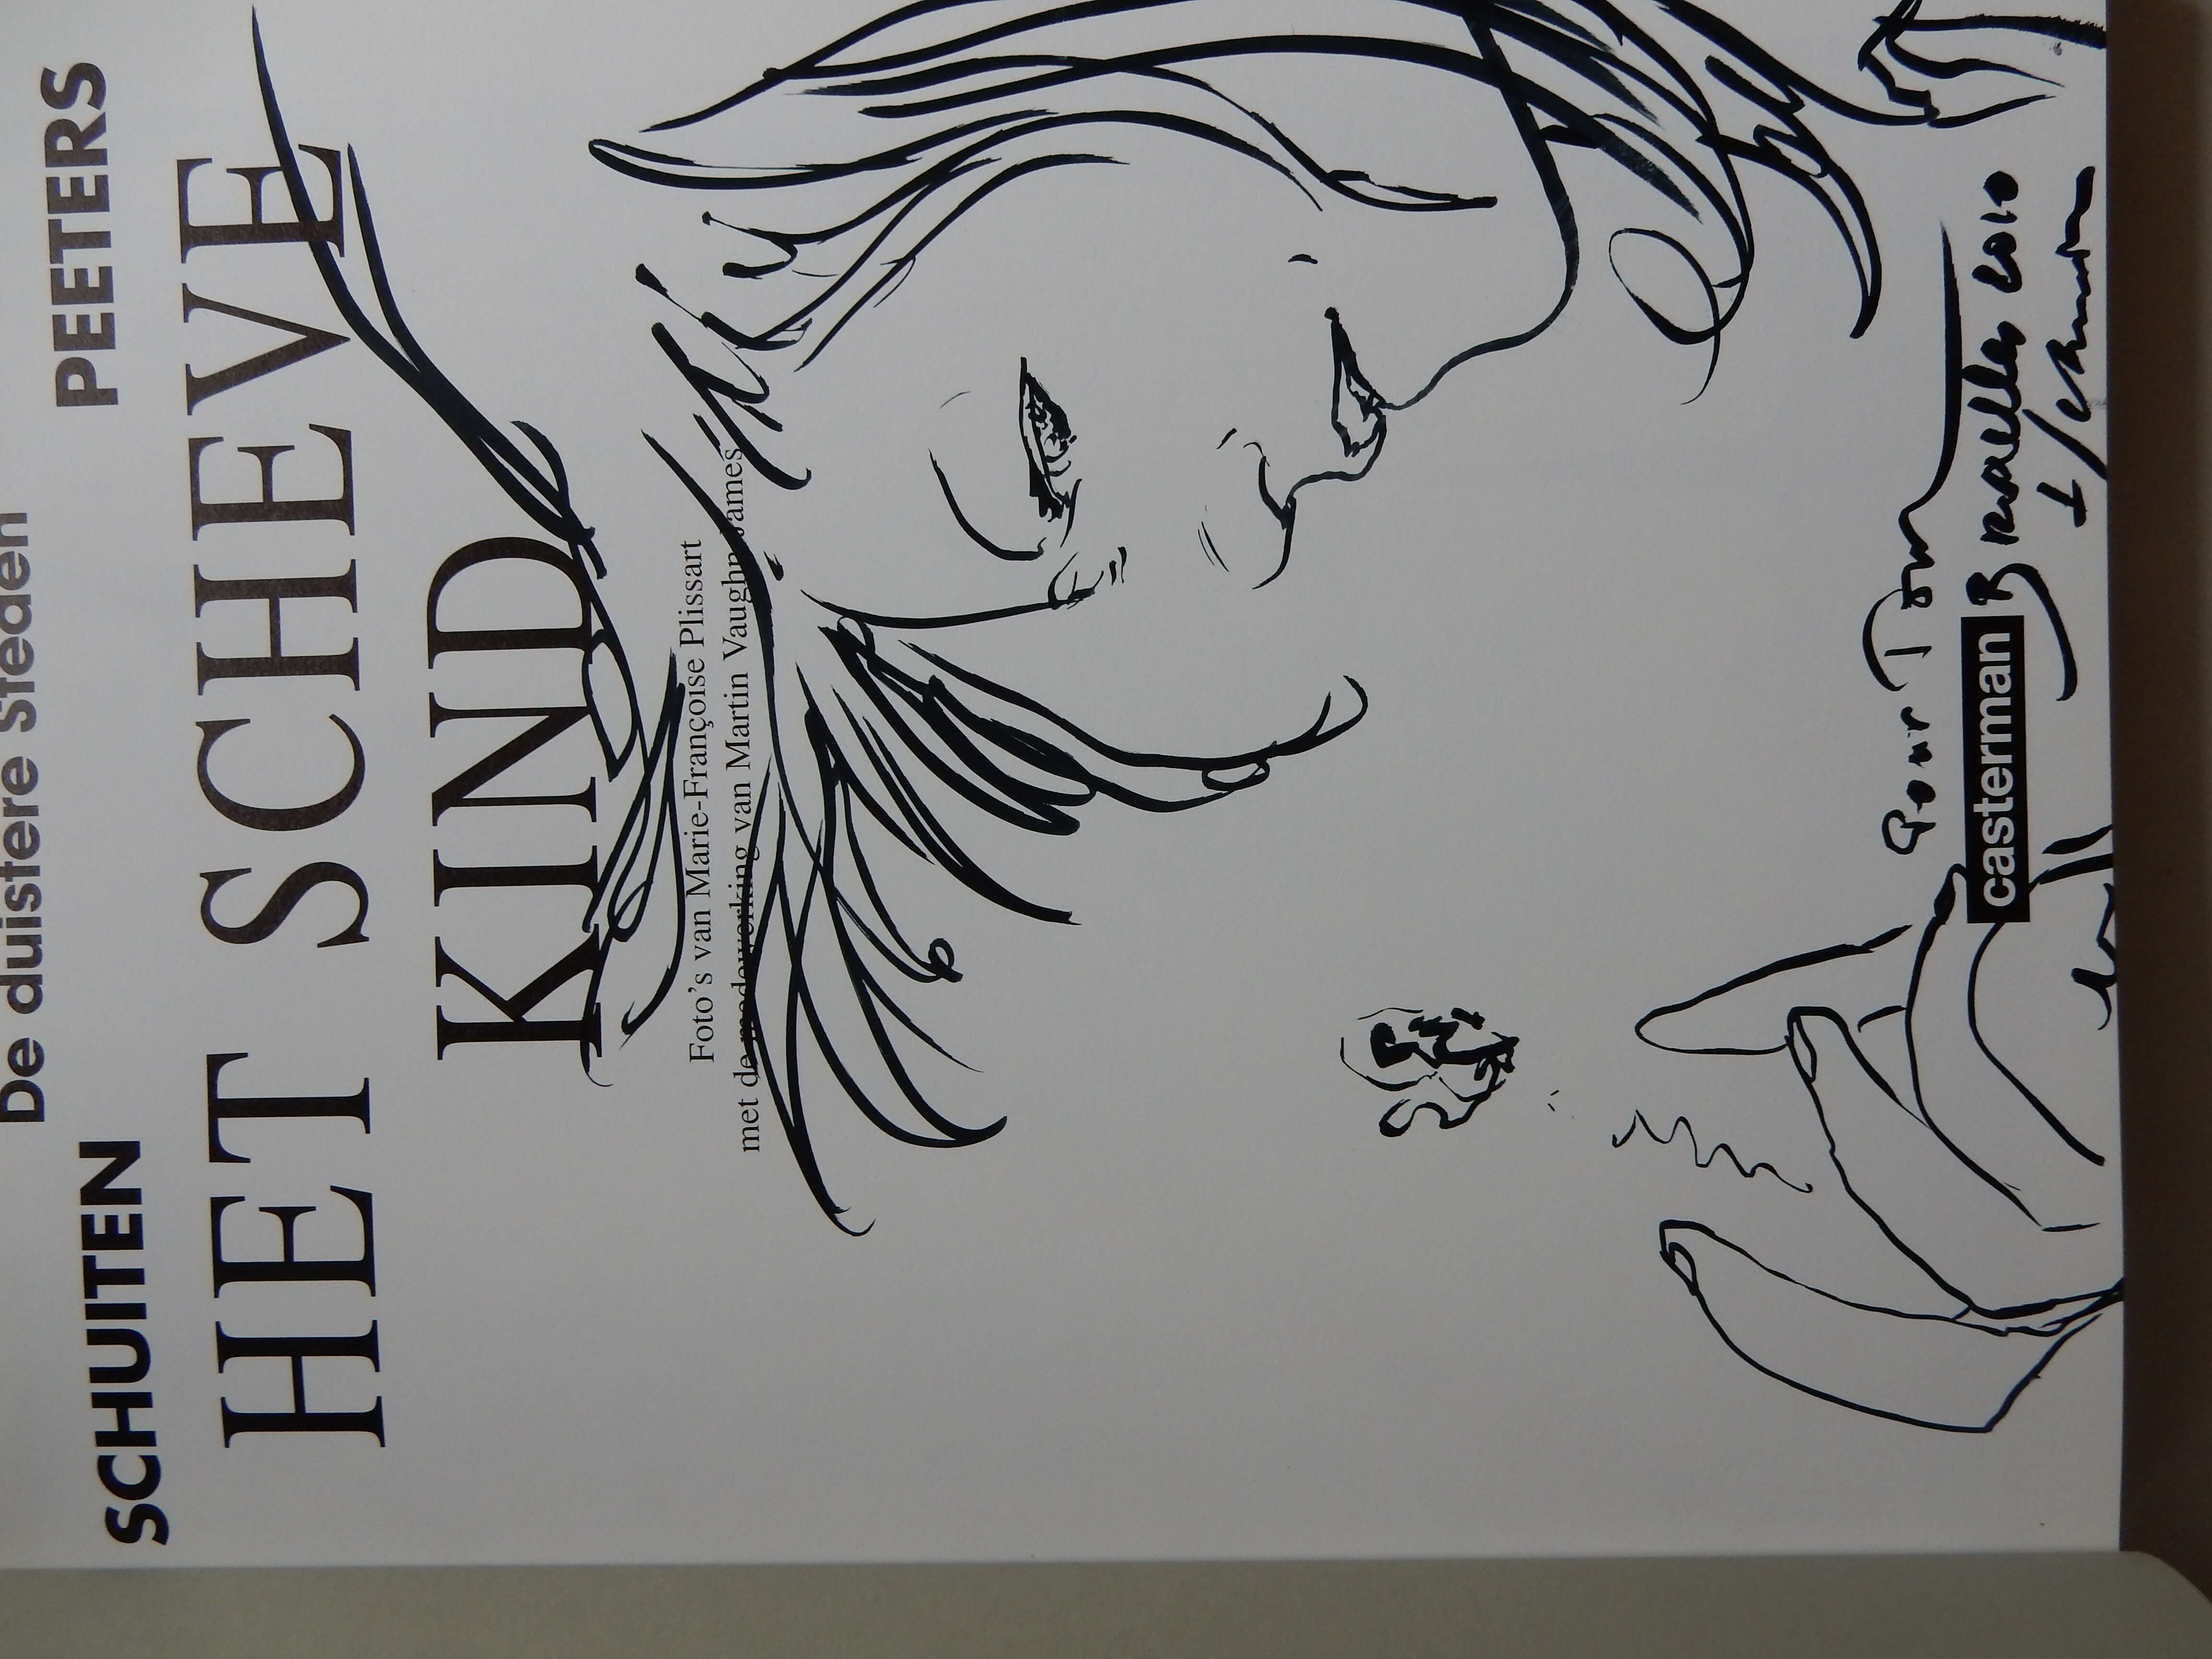 De duistere Steden
SCHUITEN PEETERS
HET SCHEVE
KIND
Foto's van Marie-Françoise Plissart
met de medewerking van Martin Vaughn-James
Pour Tom
casterman Bruxelles 2010